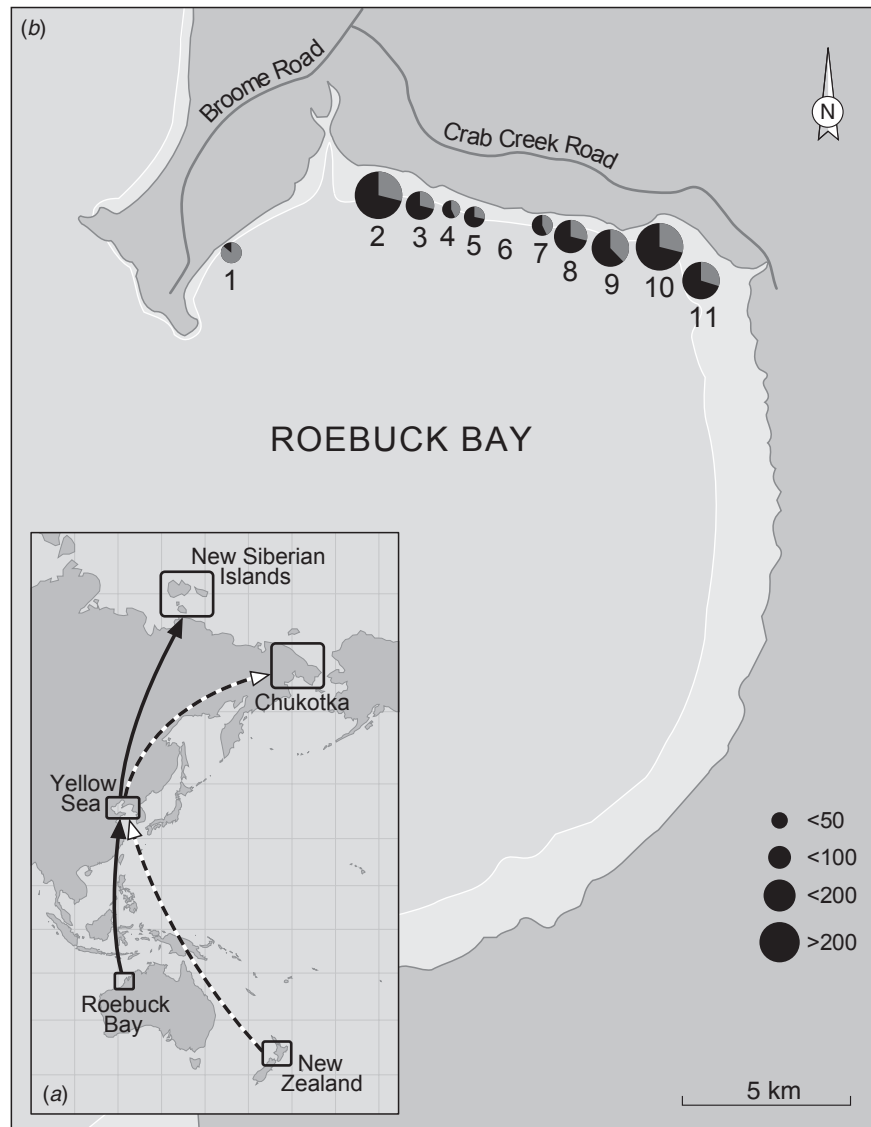 (b)
Broome Road
Crab Creek Road
N
1
2
3
4
5
6
7
8
9
10
11
ROEBUCK BAY
<50
<100
<200
>200
5 km
New Siberian
Islands
Chukotka
Yellow
Sea
Roebuck
Bay
New
Zealand
(a)